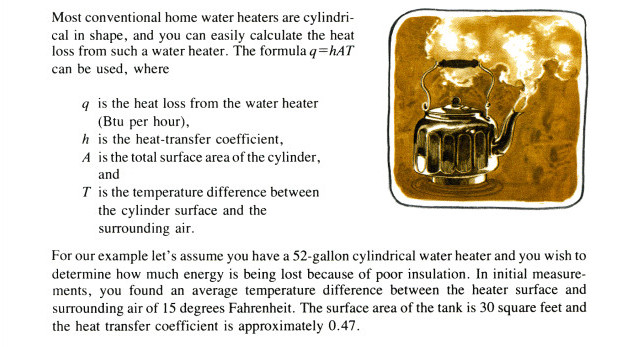 Most conventional home water heaters are cylindri-
cal in shape, and you can easily calculate the heat
loss from such a water heater. The formula q=hAT
can be used, where
q is the heat loss from the water heater
(Btu per hour),
h is the heat-transfer coefficient,
A is the total surface area of the cylinder,
and
T is the temperature difference between
the cylinder surface and the
surrounding air.
For our example let's assume you have a 52-gallon cylindrical water heater and you wish to
determine how much energy is being lost because of poor insulation. In initial measure-
ments, you found an average temperature difference between the heater surface and
surrounding air of 15 degrees Fahrenheit. The surface area of the tank is 30 square feet and
the heat transfer coefficient is approximately 0.47.